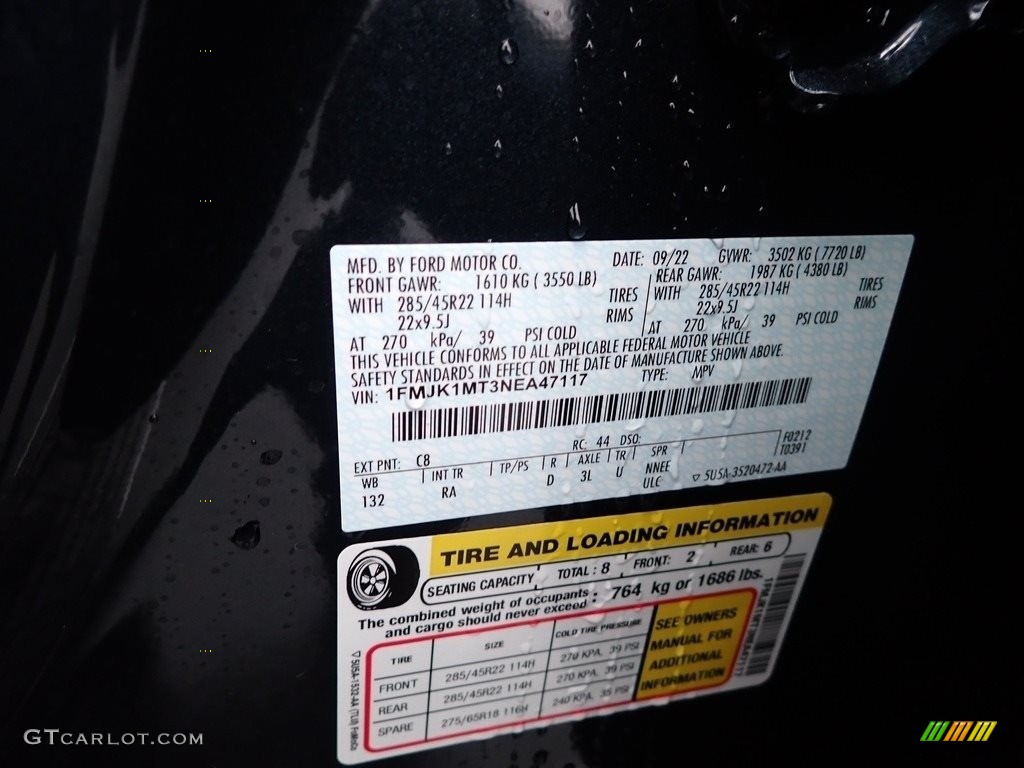 MFD. BY FORD MOTOR CO. DATE: 09/22 GVWR: 3502 KG ( 7720 LB)
FRONT GAWR: 1610 KG ( 3550 LB) REAR GAWR: 1987 KG ( 4380 LB)
WITH 285/45R22 114H TIRES WITH 285/45R22 114H TIRES
22x9.5J RIMS 22x9.5J RIMS
AT 270 kPa/ 39 PSI COLD AT 270 kPa/ 39 PSI COLD
THIS VEHICLE CONFORMS TO ALL APPLICABLE FEDERAL MOTOR VEHICLE
SAFETY STANDARDS IN EFFECT ON THE DATE OF MANUFACTURE SHOWN ABOVE.
VIN: 1FMJK1MT3NEA47117 TYPE: MPV
RC: 44 DSO: F0212
EXT PNT: C8 T0391
WB INT TR TP/PS R AXLE TR SPR
132 RA D 3L U NNEE
ULC 5U5A-3520472-AA
TIRE AND LOADING INFORMATION
SEATING CAPACITY TOTAL : 8 FRONT: 2 REAR: 6
The combined weight of occupants and cargo should never exceed : 764 kg or 1686 lbs.
TIRE SIZE COLD TIRE PRESSURE
FRONT 285/45R22 114H 270 KPA, 39 PSI
REAR 285/45R22 114H 270 KPA, 39 PSI
SPARE 275/65R18 116H 240 KPA, 35 PSI
SEE OWNERS
MANUAL FOR
ADDITIONAL
INFORMATION
GTCARLOT.COM